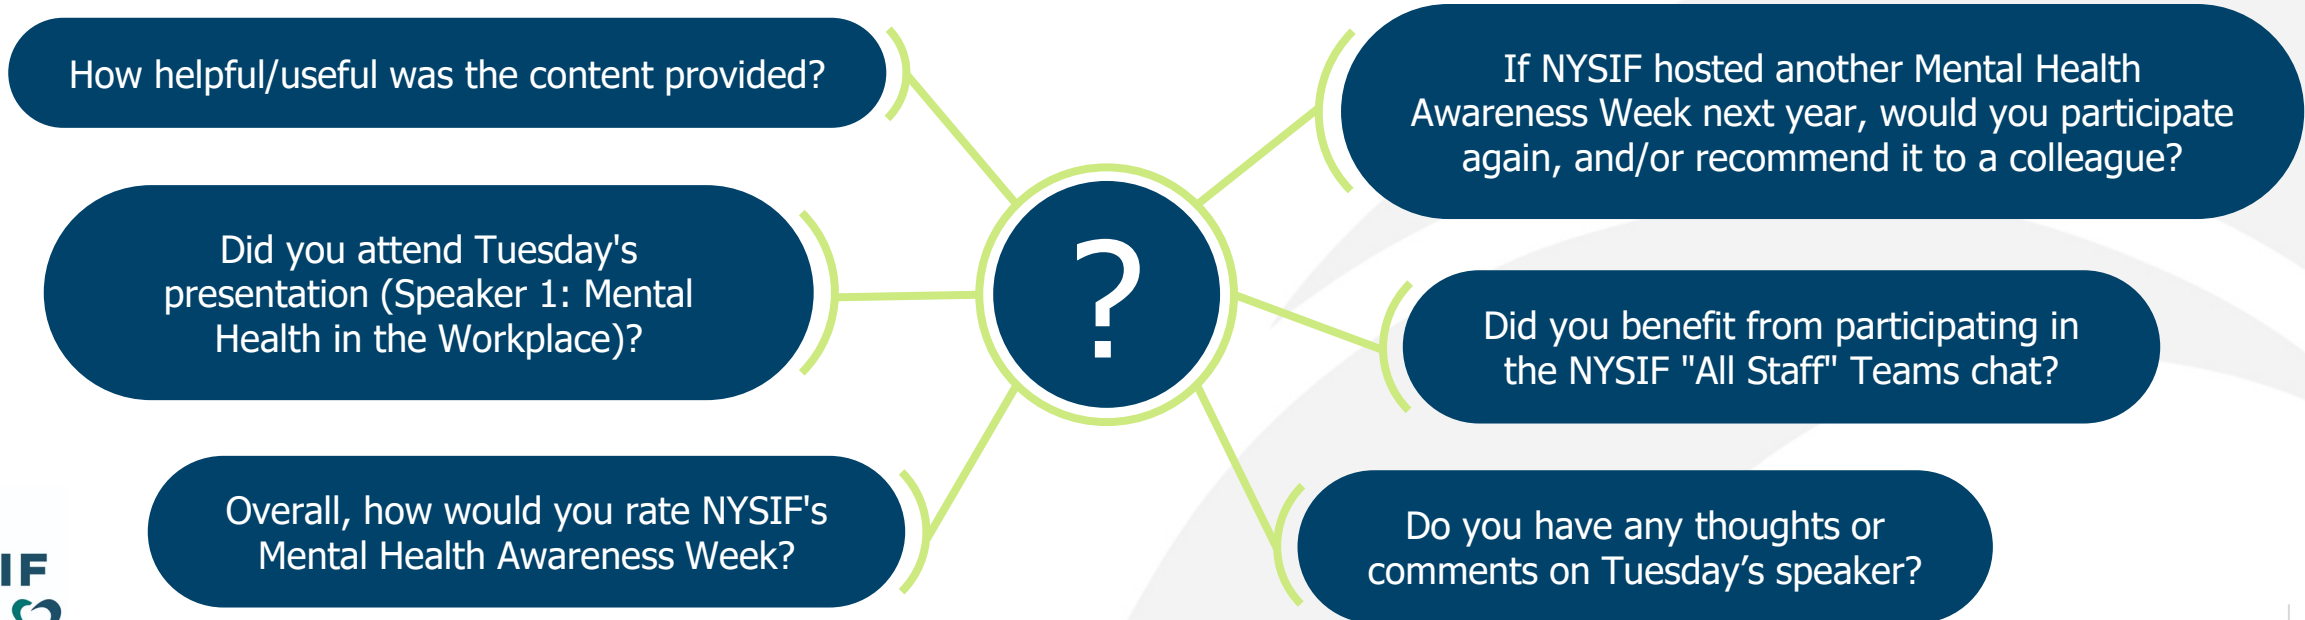 How helpful/useful was the content provided?
Did you attend Tuesday's
presentation (Speaker 1: Mental
Health in the Workplace)?
Overall, how would you rate NYSIF's
Mental Health Awareness Week?
?
If NYSIF hosted another Mental Health
Awareness Week next year, would you participate
again, and/or recommend it to a colleague?
Did you benefit from participating in
the NYSIF "All Staff" Teams chat?
Do you have any thoughts or
comments on Tuesday’s speaker?
IF